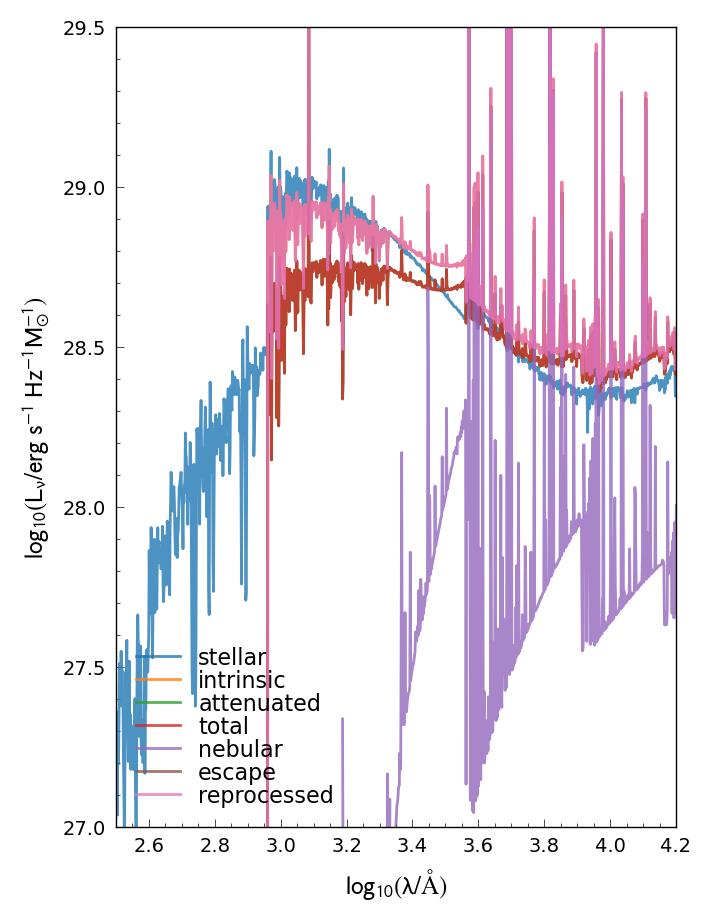 29.5
29.0
28.5
28.0
27.5
27.0
log₁₀(Lν/erg s⁻¹ Hz⁻¹ M⊙⁻¹)
stellar
intrinsic
attenuated
total
nebular
escape
reprocessed
2.6 2.8 3.0 3.2 3.4 3.6 3.8 4.0 4.2
log₁₀(λ/Å)